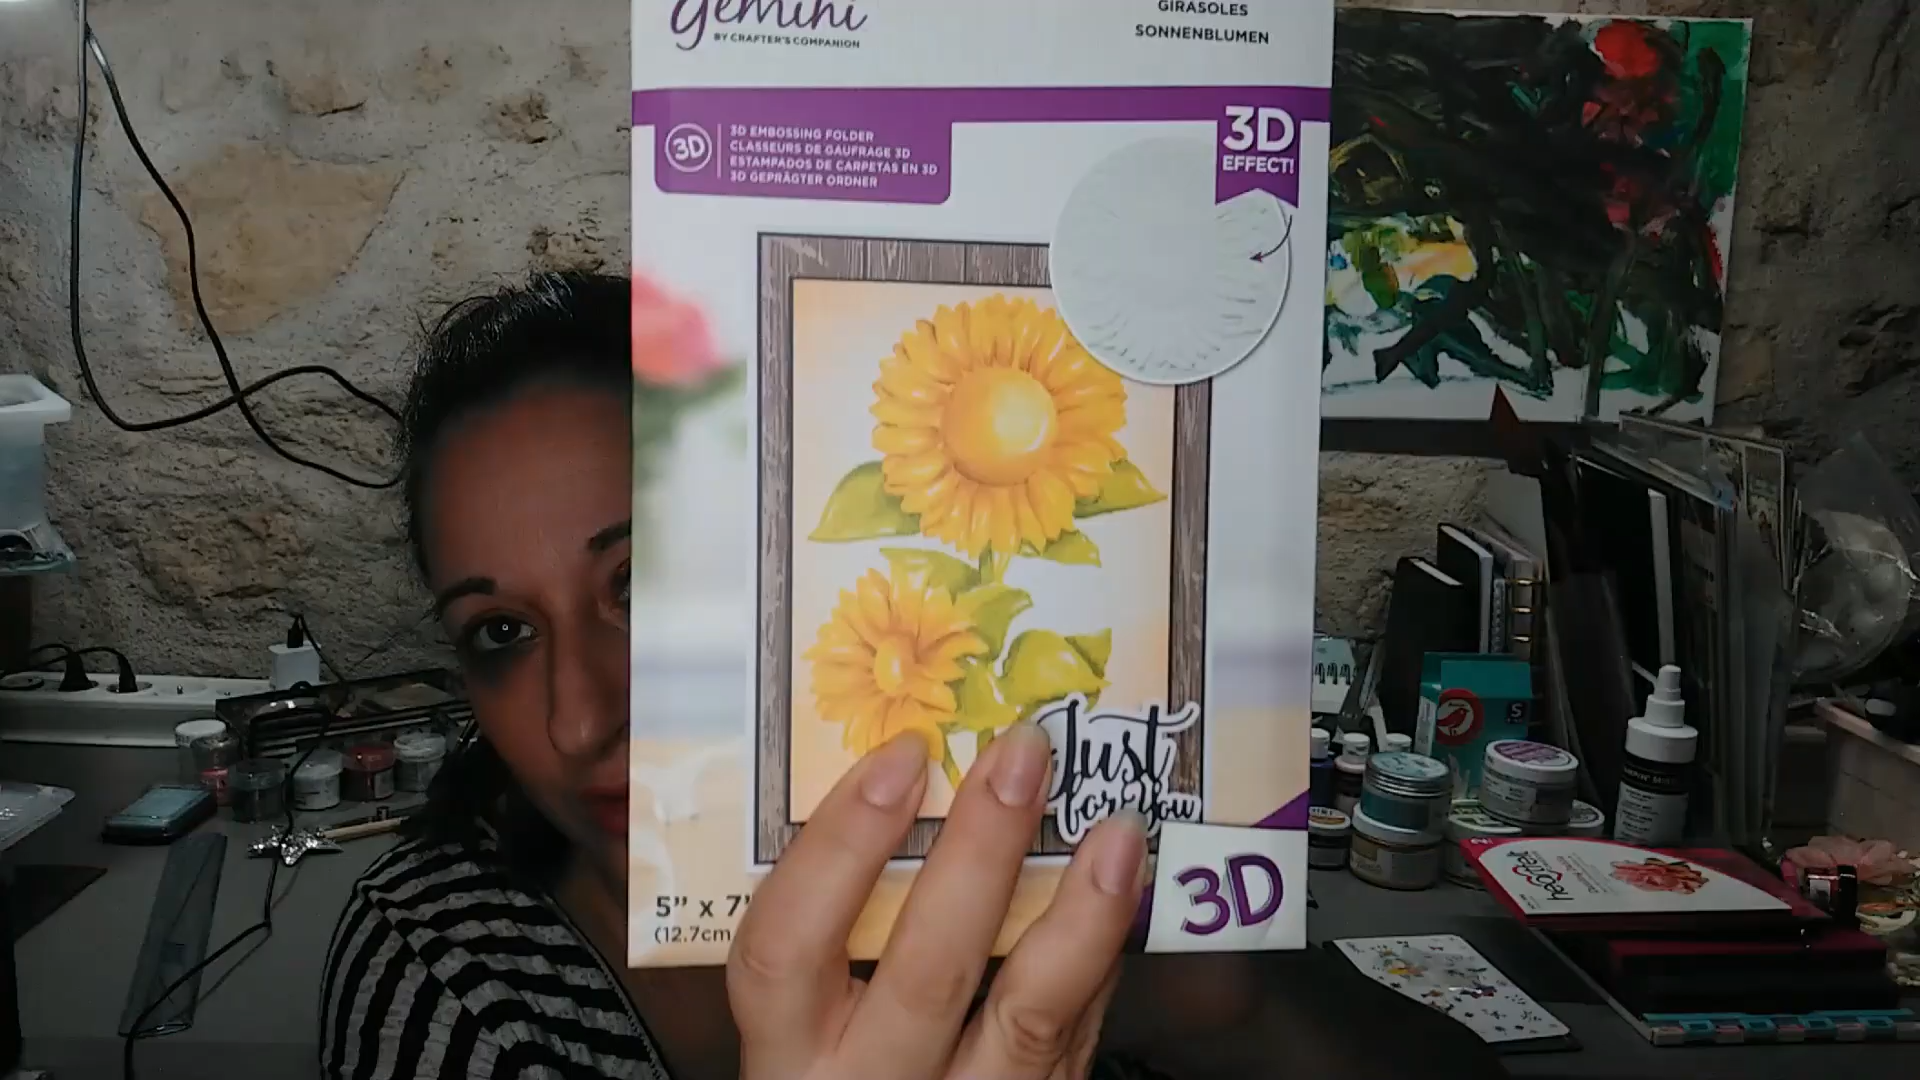 gemini
BY CRAFTER'S COMPANION
GIRASOLES
SONNENBLUMEN
3D
3D EMBOSSING FOLDER
CLASSEURS DE GAUFRAGE 3D
ESTAMPADOS DE CARPETAS EN 3D
3D GEPRÄGTER ORDNER
3D
EFFECT!
Just
for You
5” x 7”
(12.7cm
3D
S